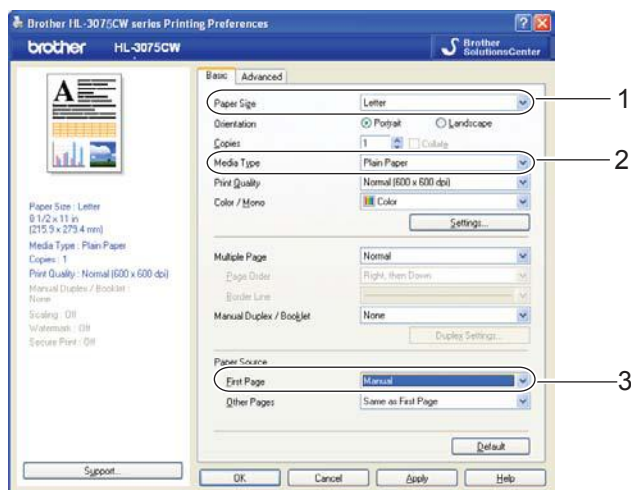 Brother HL-3075CW series Printing Preferences
brother HL-3075CW Brother SolutionsCenter
Basic Advanced
A
Paper Size Letter 1
Orientation Portrait Landscape
Copies 1 Collate
Media Type Plain Paper 2
Print Quality Normal (600 x 600 dpi)
Color / Mono Color
Settings...
Paper Size : Letter
8 1/2 x 11 in
(215.9 x 279.4 mm)
Media Type : Plain Paper
Copies : 1
Print Quality : Normal (600 x 600 dpi)
Manual Duplex / Booklet :
None
Scaling : Off
Watermark : Off
Secure Print : Off
Multiple Page Normal
Page Order Right, then Down
Border Line
Manual Duplex / Booklet None
Duplex Settings...
Paper Source
First Page Manual 3
Other Pages Same as First Page
Default
Support...
OK Cancel Apply Help